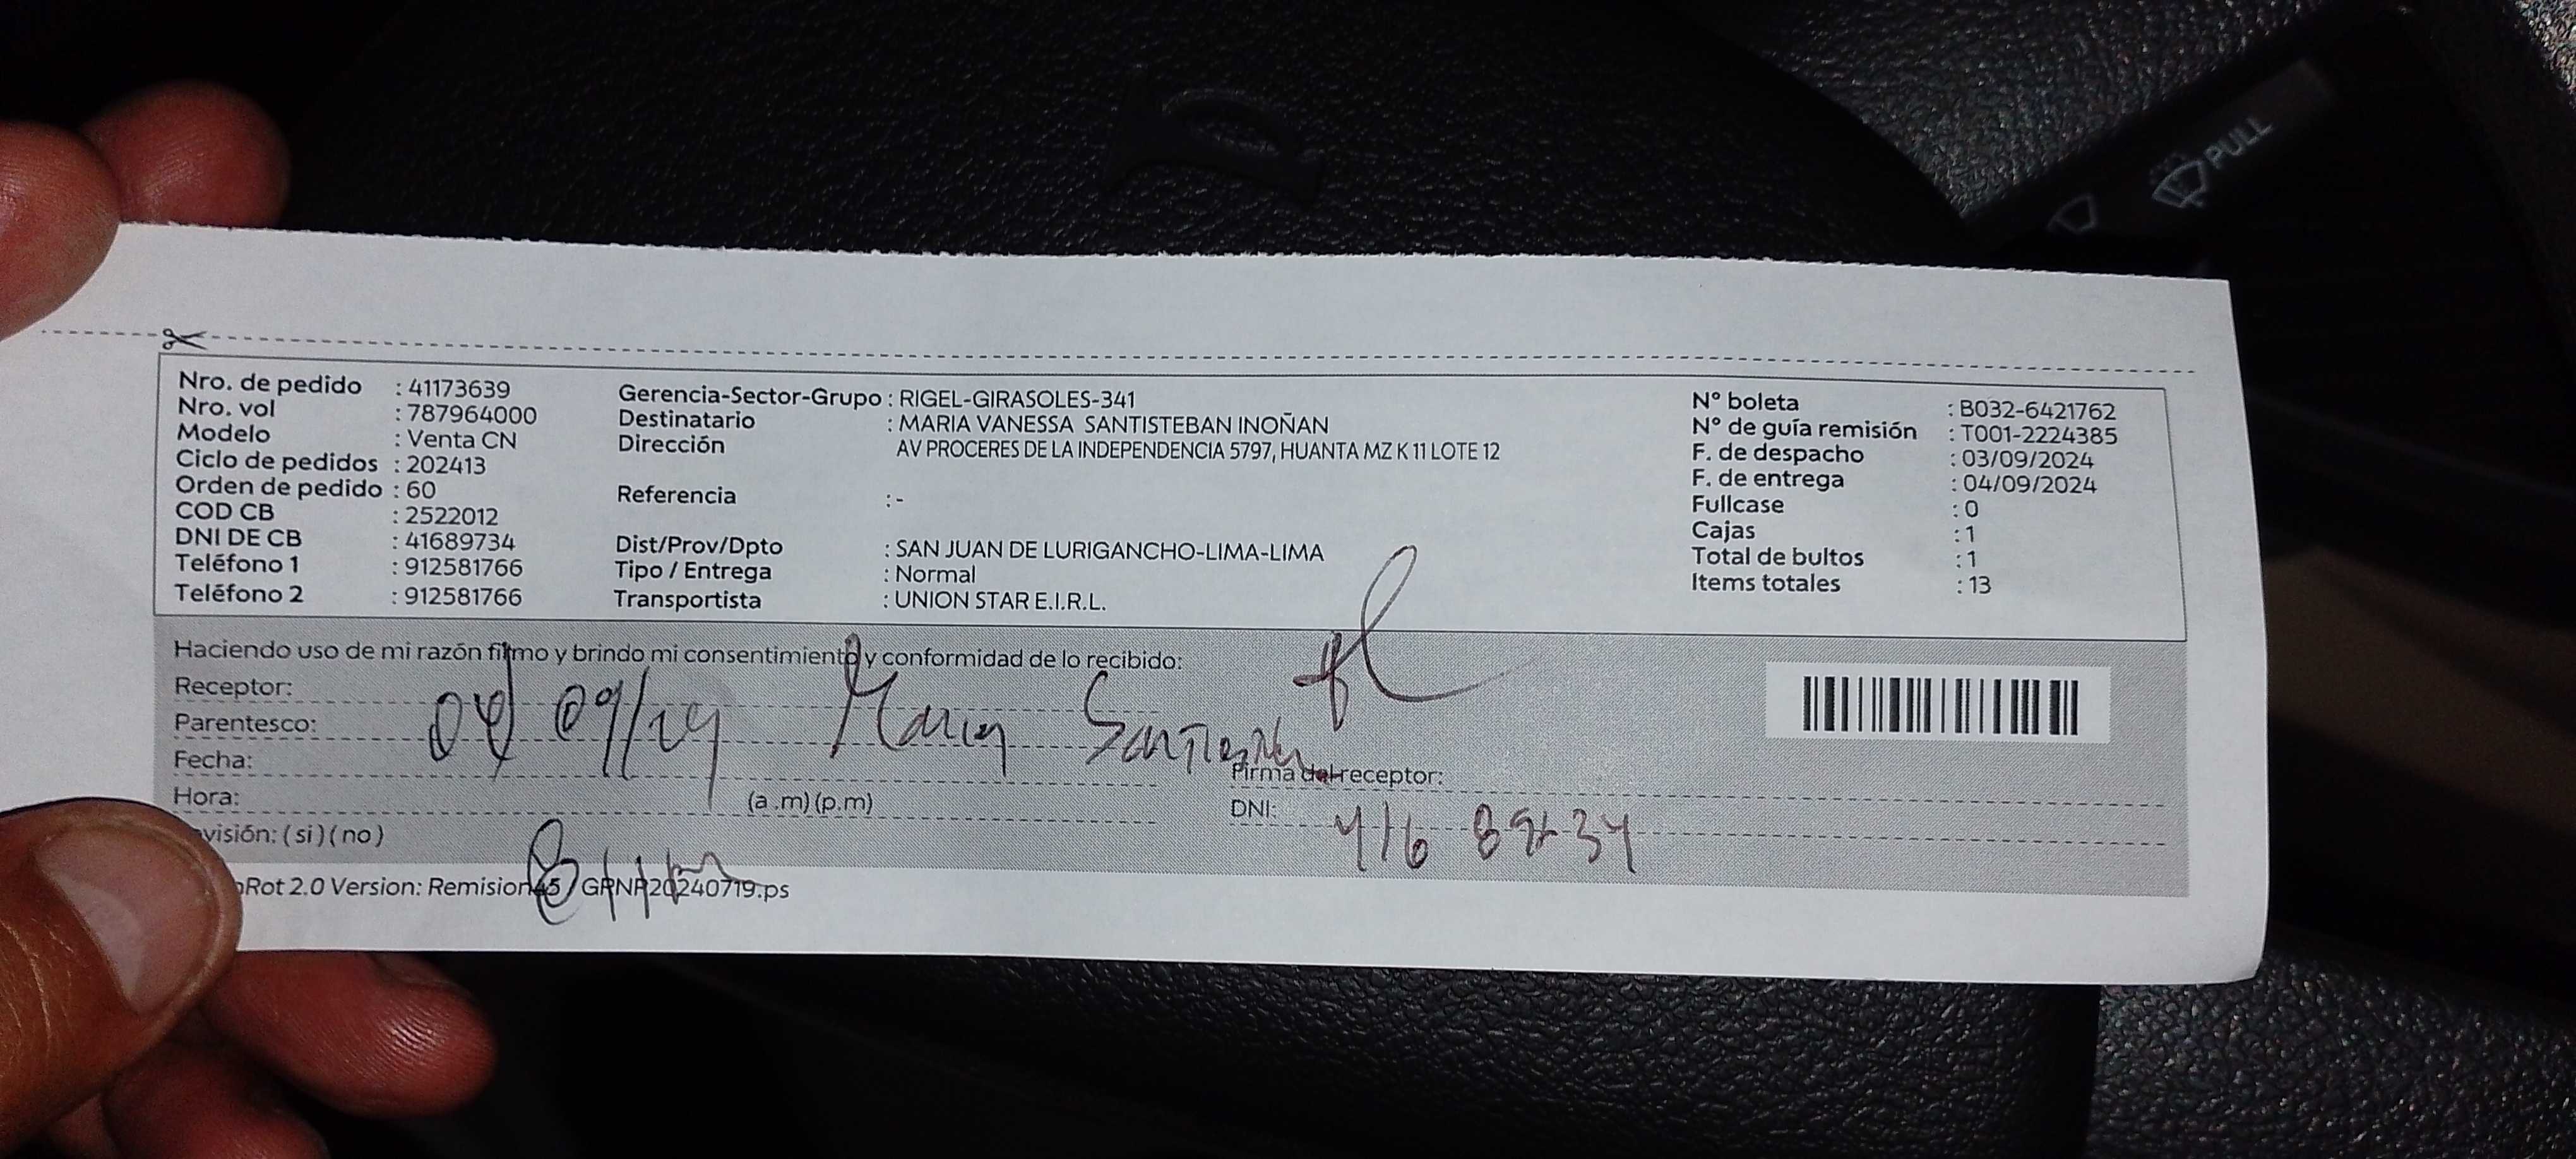 PULL
Nro. de pedido : 41173639
Nro. vol : 787964000
Modelo : Venta CN
Ciclo de pedidos : 202413
Orden de pedido : 60
COD CB : 2522012
DNI DE CB : 41689734
Teléfono 1 : 912581766
Teléfono 2 : 912581766
Gerencia-Sector-Grupo : RIGEL-GIRASOLES-341
Destinatario : MARIA VANESSA SANTISTEBAN INOÑAN
Dirección AV PROCERES DE LA INDEPENDENCIA 5797, HUANTA MZ K 11 LOTE 12
Referencia : -
Dist/Prov/Dpto : SAN JUAN DE LURIGANCHO-LIMA-LIMA
Tipo / Entrega : Normal
Transportista : UNION STAR E.I.R.L.
N° boleta : B032-6421762
N° de guía remisión : T001-2224385
F. de despacho : 03/09/2024
F. de entrega : 04/09/2024
Fullcase : 0
Cajas : 1
Total de bultos : 1
Items totales : 13
Haciendo uso de mi razón firmo y brindo mi consentimiento y conformidad de lo recibido:
Receptor:
Parentesco: 04/09/24 Maria
Fecha:
Hora: (a .m) (p.m)
visión: ( si ) ( no )
Firma del receptor:
DNI: 41689734
Rot 2.0 Version: Remision45 / GRNP20240719.ps